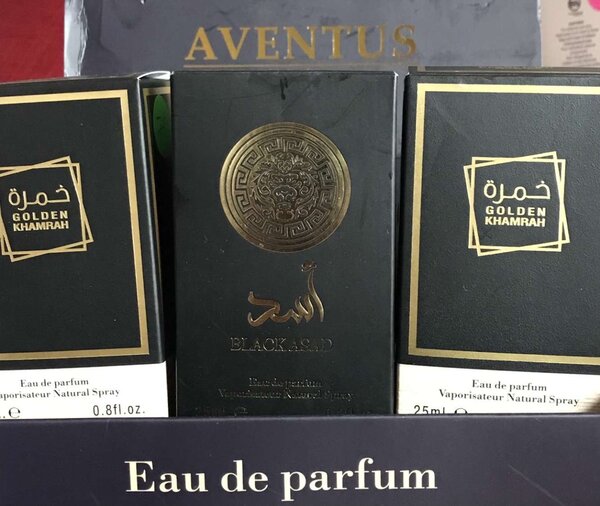 AVENTUS
خمرة
GOLDEN
KHAMRAH
Eau de parfum
Vaporisateur Natural Spray
℮ 0.8fl.oz.
أسد
BLACK ASAD
Eau de parfum
Vaporisateur Natural Spray
25mL ℮
خمرة
GOLDEN
KHAMRAH
Eau de parfum
Vaporisateur Natural Spray
25mL ℮
Eau de parfum